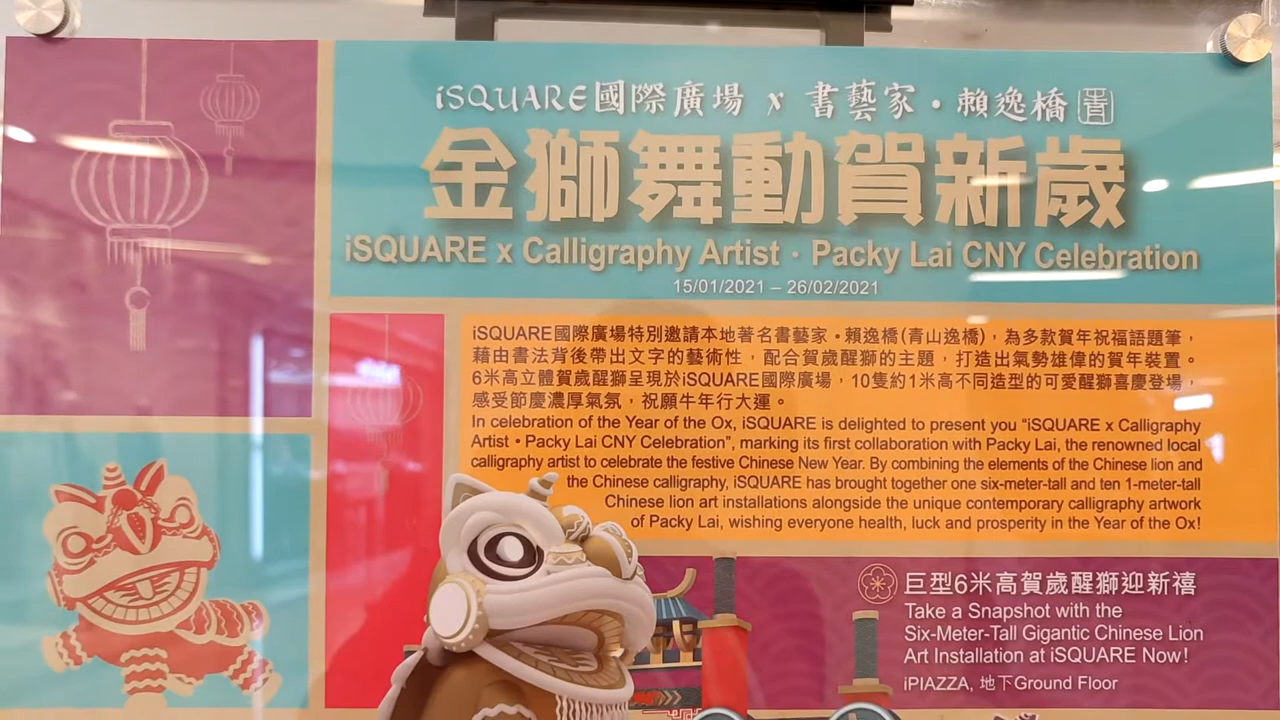 iSQUARE國際廣場 x 書藝家・賴逸橋 青
金獅舞動賀新歲
iSQUARE x Calligraphy Artist · Packy Lai CNY Celebration
15/01/2021 – 26/02/2021
iSQUARE國際廣場特別邀請本地著名書藝家・賴逸橋(青山逸橋)，為多款賀年祝福語題筆，
藉由書法背後帶出文字的藝術性，配合賀歲醒獅的主題，打造出氣勢雄偉的賀年裝置。
6米高立體賀歲醒獅呈現於iSQUARE國際廣場，10隻約1米高不同造型的可愛醒獅喜慶登場，
感受節慶濃厚氣氛，祝願牛年行大運。
In celebration of the Year of the Ox, iSQUARE is delighted to present you “iSQUARE x Calligraphy
Artist • Packy Lai CNY Celebration”, marking its first collaboration with Packy Lai, the renowned local
calligraphy artist to celebrate the festive Chinese New Year. By combining the elements of the Chinese lion and
the Chinese calligraphy, iSQUARE has brought together one six-meter-tall and ten 1-meter-tall
Chinese lion art installations alongside the unique contemporary calligraphy artwork
of Packy Lai, wishing everyone health, luck and prosperity in the Year of the Ox!
巨型6米高賀歲醒獅迎新禧
Take a Snapshot with the
Six-Meter-Tall Gigantic Chinese Lion
Art Installation at iSQUARE Now!
iPIAZZA, 地下Ground Floor